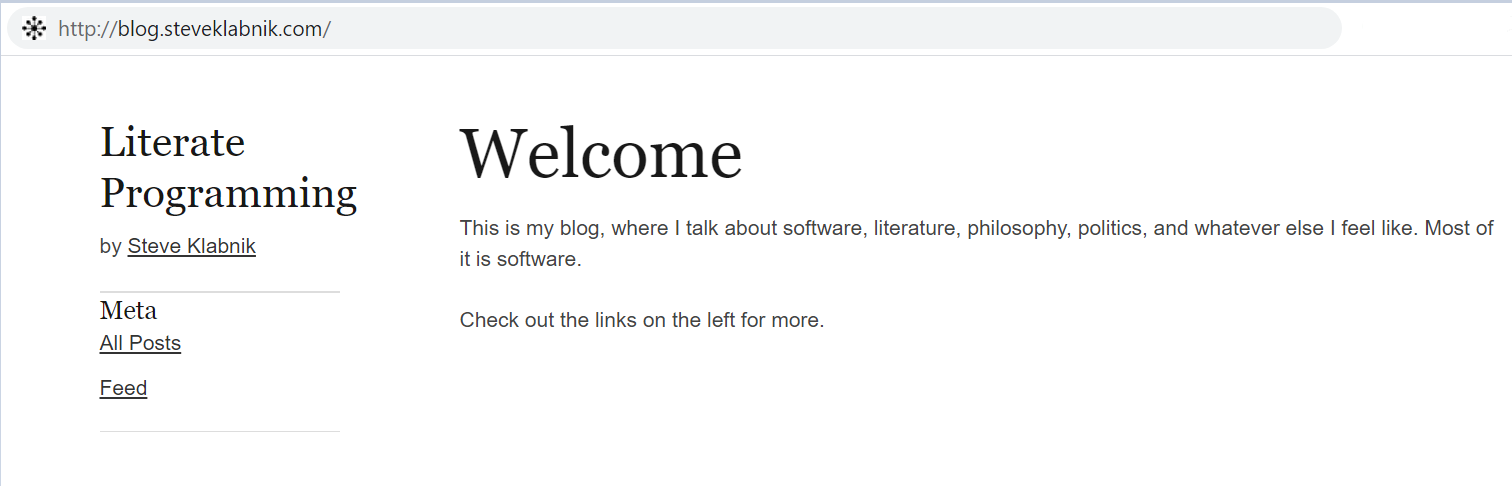 http://blog.steveklabnik.com/
Literate
Programming
by Steve Klabnik
Meta
All Posts
Feed
Welcome
This is my blog, where I talk about software, literature, philosophy, politics, and whatever else I feel like. Most of
it is software.
Check out the links on the left for more.